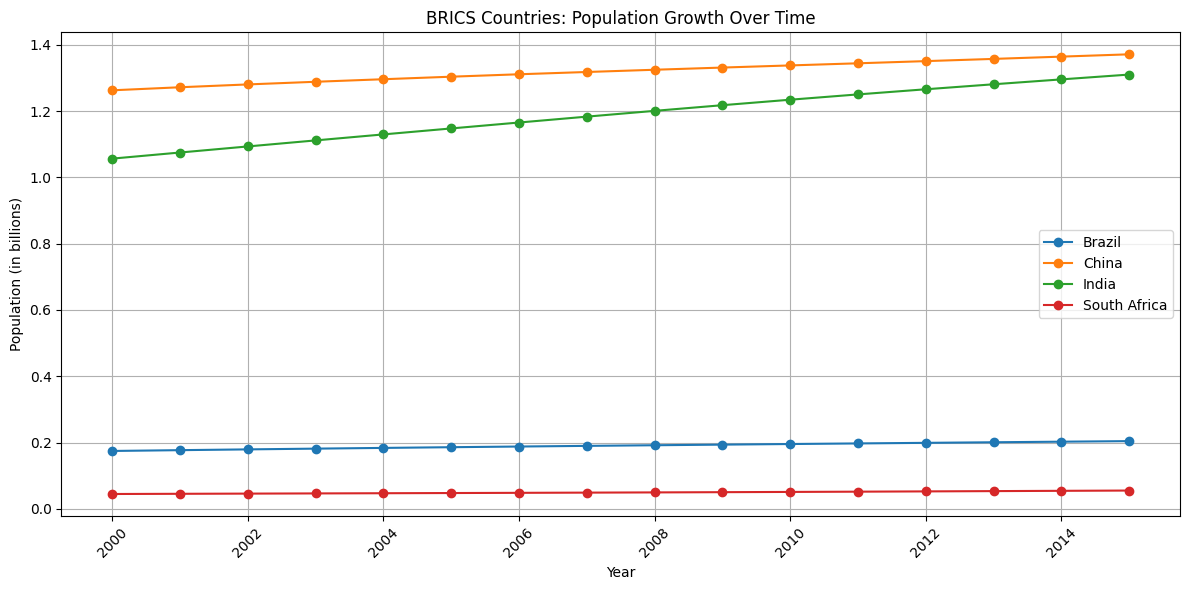 BRICS Countries: Population Growth Over Time
Population (in billions)
1.4
1.2
1.0
0.8
0.6
0.4
0.2
0.0
Brazil
China
India
South Africa
2000 2002 2004 2006 2008 2010 2012 2014
Year